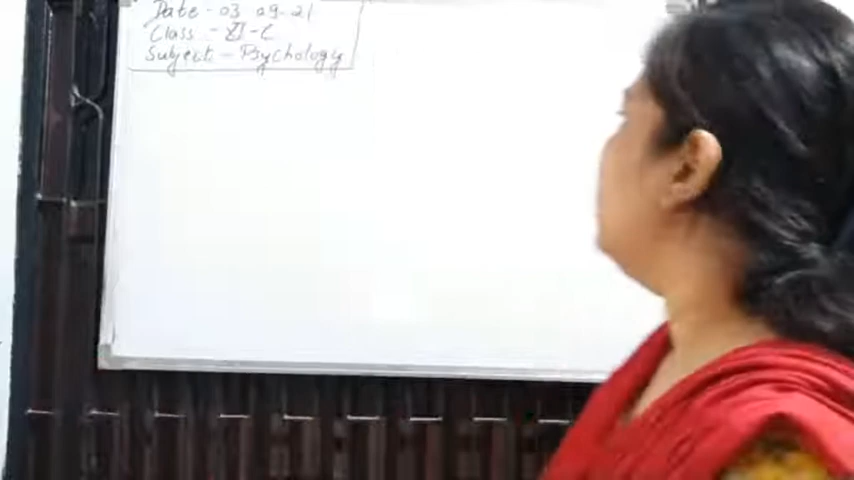 Date - 03.09.21
Class - XI-C
Subject - Psychology